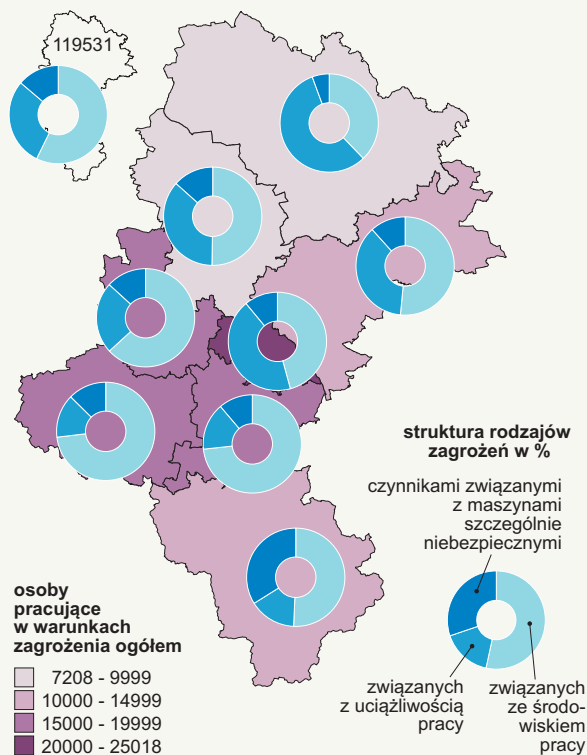 119531
struktura rodzajów
zagrożeń w %
czynnikami związanymi
z maszynami
szczególnie
niebezpiecznymi
związanych
z uciążliwością
pracy
związanych
ze środo-
wiskiem
pracy
osoby
pracujące
w warunkach
zagrożenia ogółem
7208 - 9999
10000 - 14999
15000 - 19999
20000 - 25018